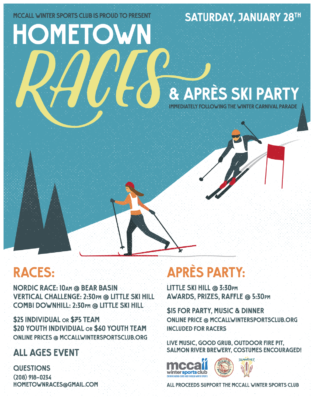 MCCALL WINTER SPORTS CLUB IS PROUD TO PRESENT
SATURDAY, JANUARY 28TH
HOMETOWN
RACES
& APRÈS SKI PARTY
IMMEDIATELY FOLLOWING THE WINTER CARNIVAL PARADE
RACES:
NORDIC RACE: 10AM @ BEAR BASIN
VERTICAL CHALLENGE: 2:30PM @ LITTLE SKI HILL
COMBI DOWNHILL: 2:30PM @ LITTLE SKI HILL
$25 INDIVIDUAL OR $75 TEAM
$20 YOUTH INDIVIDUAL OR $60 YOUTH TEAM
ONLINE PRICES @ MCCALLWINTERSPORTSCLUB.ORG
ALL AGES EVENT
QUESTIONS
(208) 918-0254
HOMETOWNRACES@GMAIL.COM
APRÈS PARTY:
LITTLE SKI HILL @ 3:30PM
AWARDS, PRIZES, RAFFLE @ 5:30PM
$15 FOR PARTY, MUSIC & DINNER
ONLINE PRICE @ MCCALLWINTERSPORTSCLUB.ORG
INCLUDED FOR RACERS
LIVE MUSIC, GOOD GRUB, OUTDOOR FIRE PIT,
SALMON RIVER BREWERY, COSTUMES ENCOURAGED!
mccall
wintersportsclub
ALL PROCEEDS SUPPORT THE MCCALL WINTER SPORTS CLUB